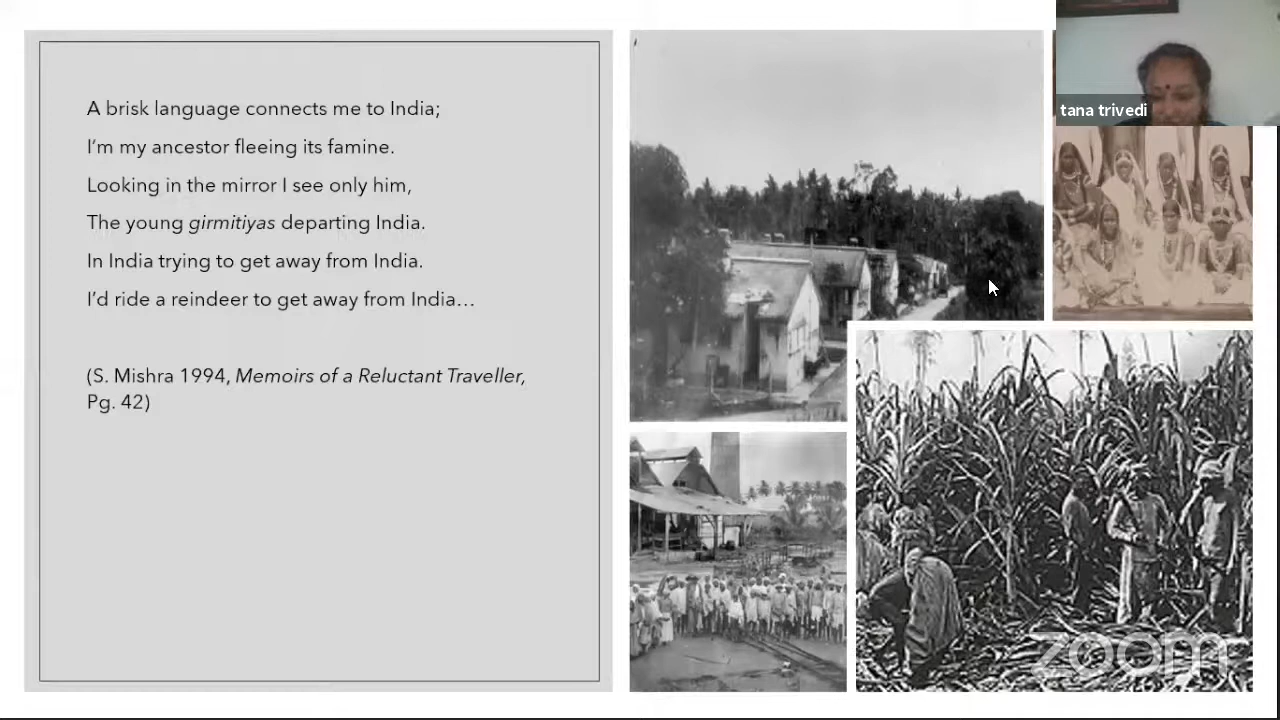 A brisk language connects me to India;
I'm my ancestor fleeing its famine.
Looking in the mirror I see only him,
The young girmitiyas departing India.
In India trying to get away from India.
I'd ride a reindeer to get away from India…
(S. Mishra 1994, Memoirs of a Reluctant Traveller,
Pg. 42)
tana trivedi
zoom